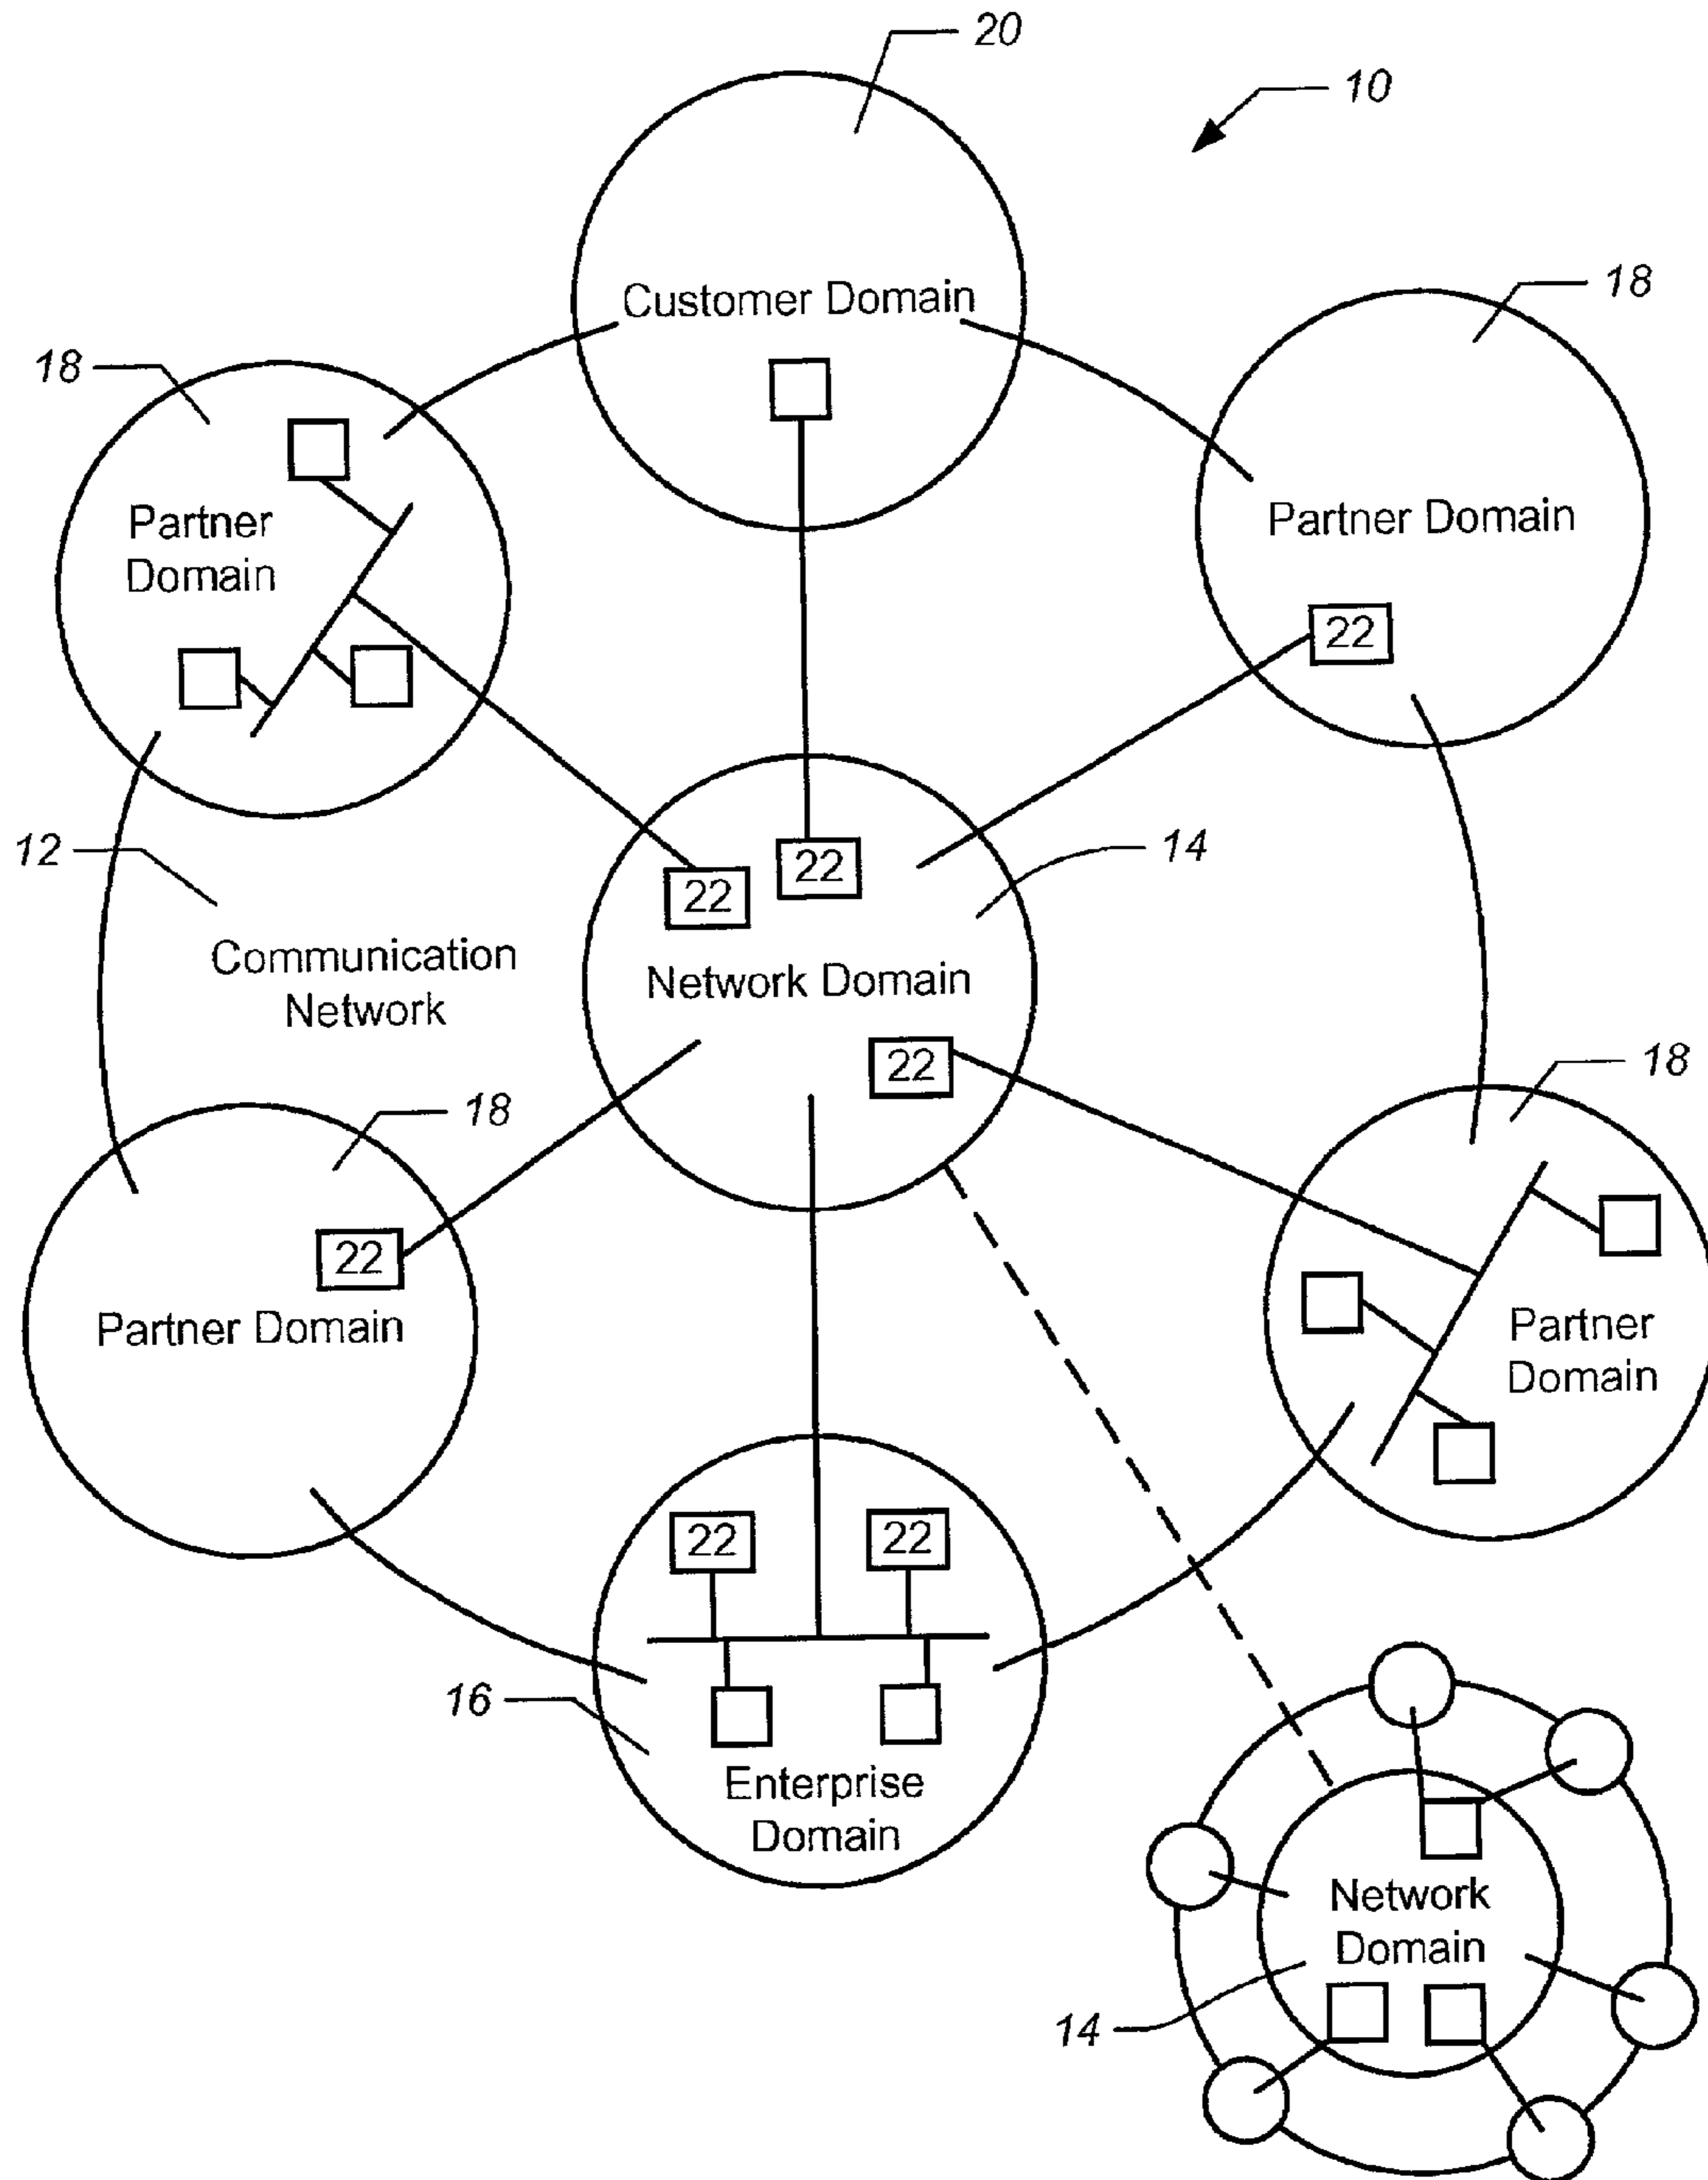 20
10
Customer Domain
18
18
Partner
Domain
Partner Domain
22
12
22
22
14
Communication
Network
Network Domain
22
18
18
22
Partner Domain
Partner
Domain
22
22
16
Enterprise
Domain
Network
Domain
14